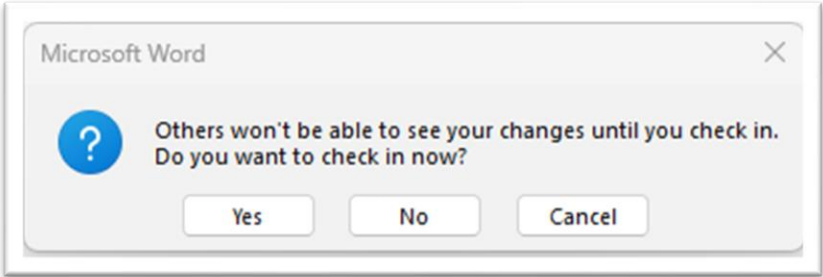 Microsoft Word
?
Others won't be able to see your changes until you check in.
Do you want to check in now?
Yes No Cancel